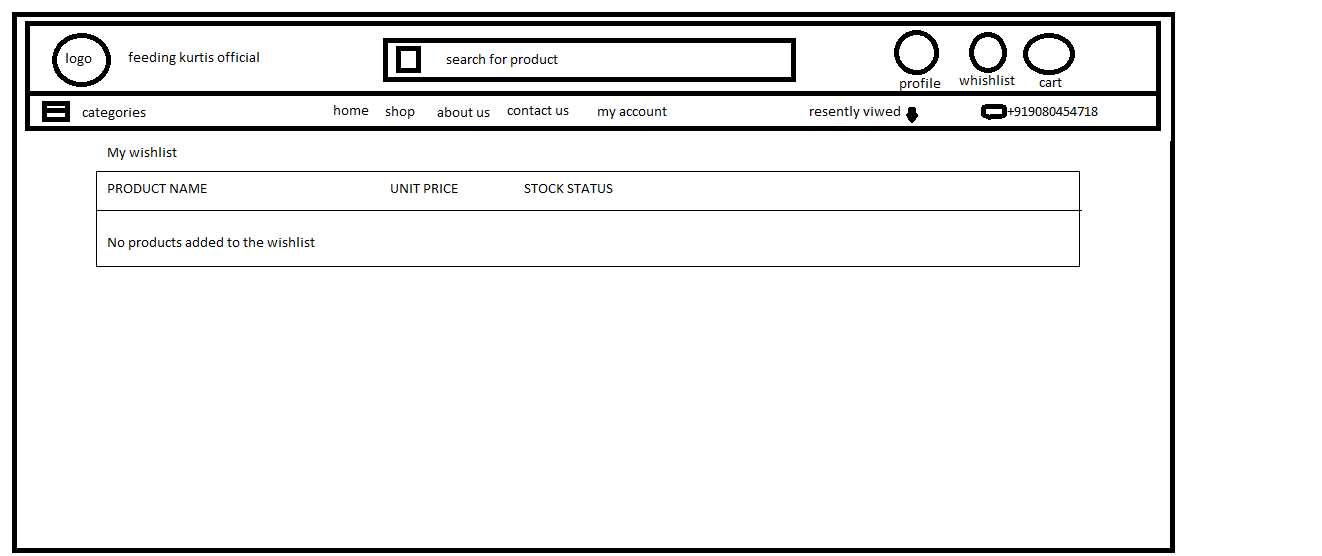 logo
feeding kurtis official
search for product
profile
whishlist
cart
categories
home
shop
about us
contact us
my account
resently viwed
+919080454718
My wishlist
PRODUCT NAME
UNIT PRICE
STOCK STATUS
No products added to the wishlist